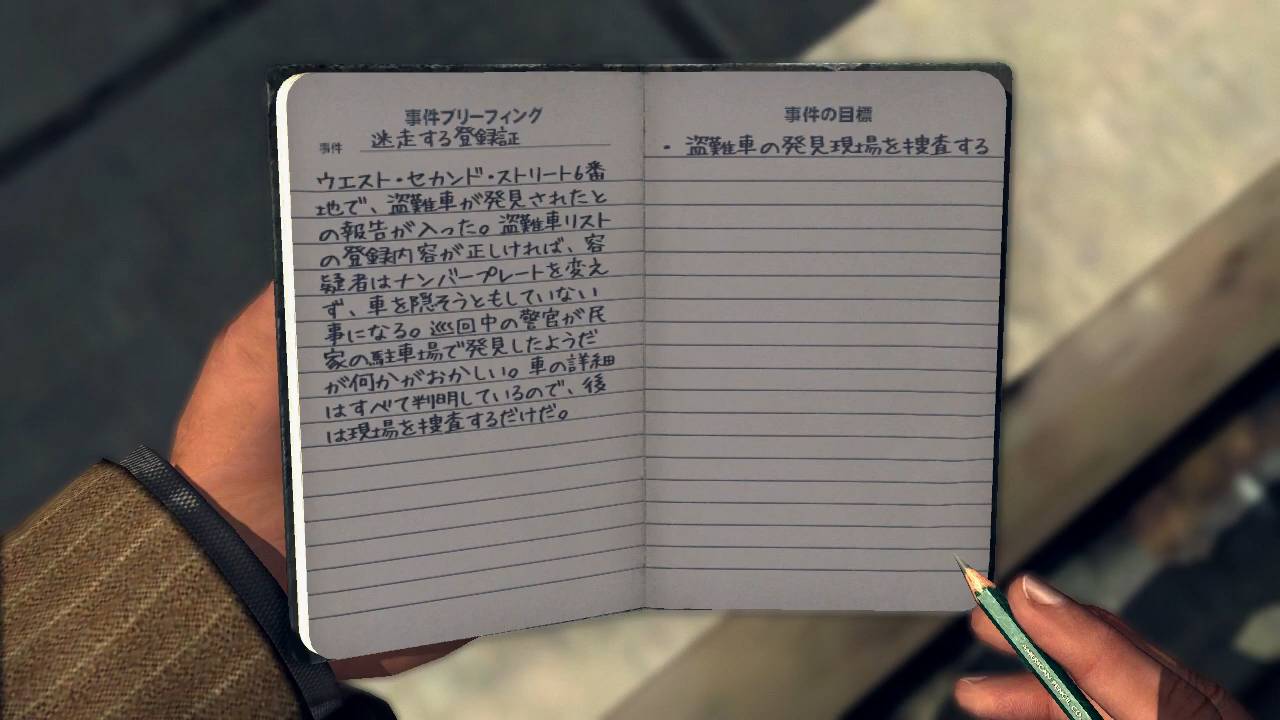 事件ブリーフィング
事件 迷走する登録証
ウエスト・セカンド・ストリート6番
地で、盗難車が発見されたと
の報告が入った。盗難車リスト
の登録内容が正しければ、容
疑者はナンバープレートを変え
ず、車を隠そうともしていない
事になる。巡回中の警官が民
家の駐車場で発見したようだ
が何かがおかしい。車の詳細
はすべて判明しているので、後
は現場を捜査するだけだ。
事件の目標
・ 盗難車の発見現場を捜査する